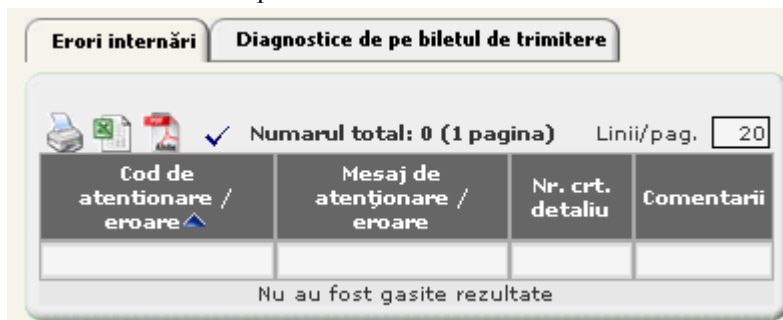 Erori internări
Diagnostice de pe biletul de trimitere
Numarul total: 0 (1 pagina) Linii/pag. 20
Cod de atentionare / eroare
Mesaj de atenţionare / eroare
Nr. crt. detaliu
Comentarii
Nu au fost gasite rezultate